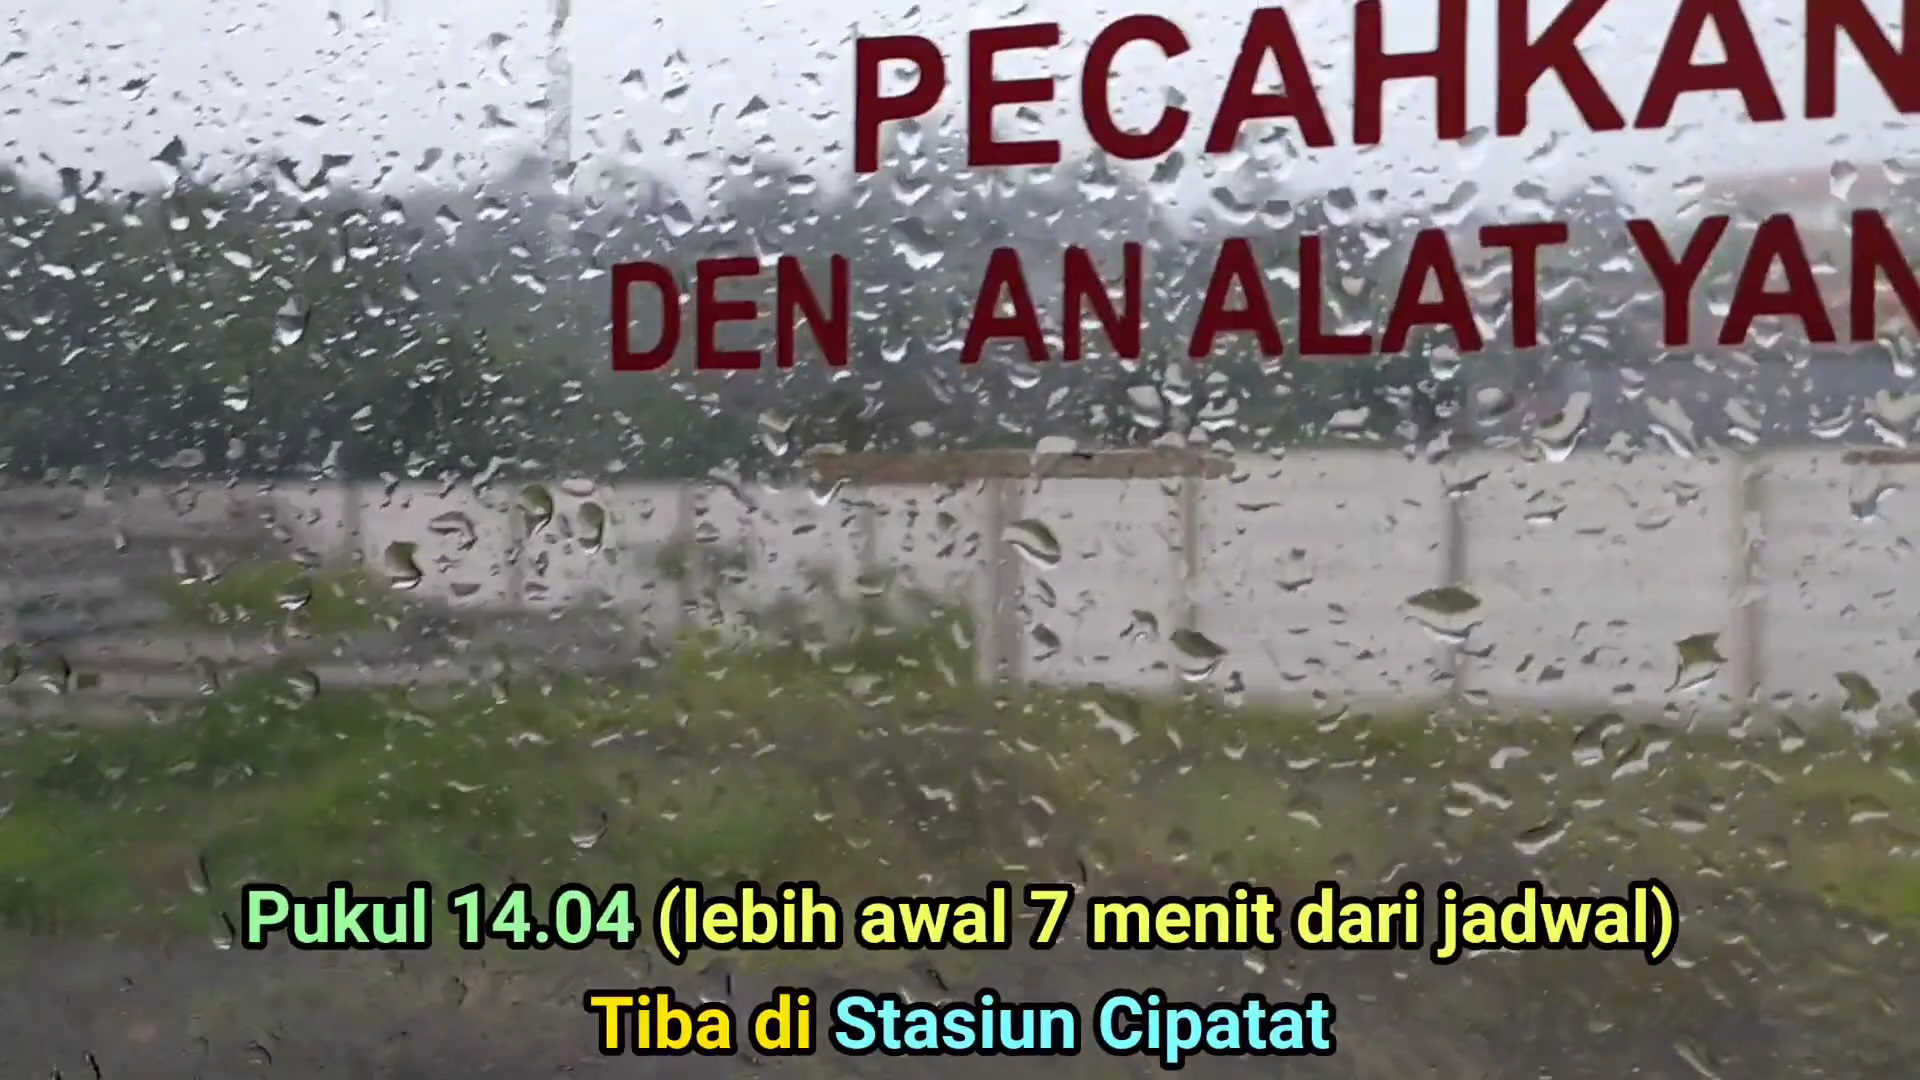 PECAHKAN
DEN AN ALAT YAN
Pukul 14.04 (lebih awal 7 menit dari jadwal)
Tiba di Stasiun Cipatat